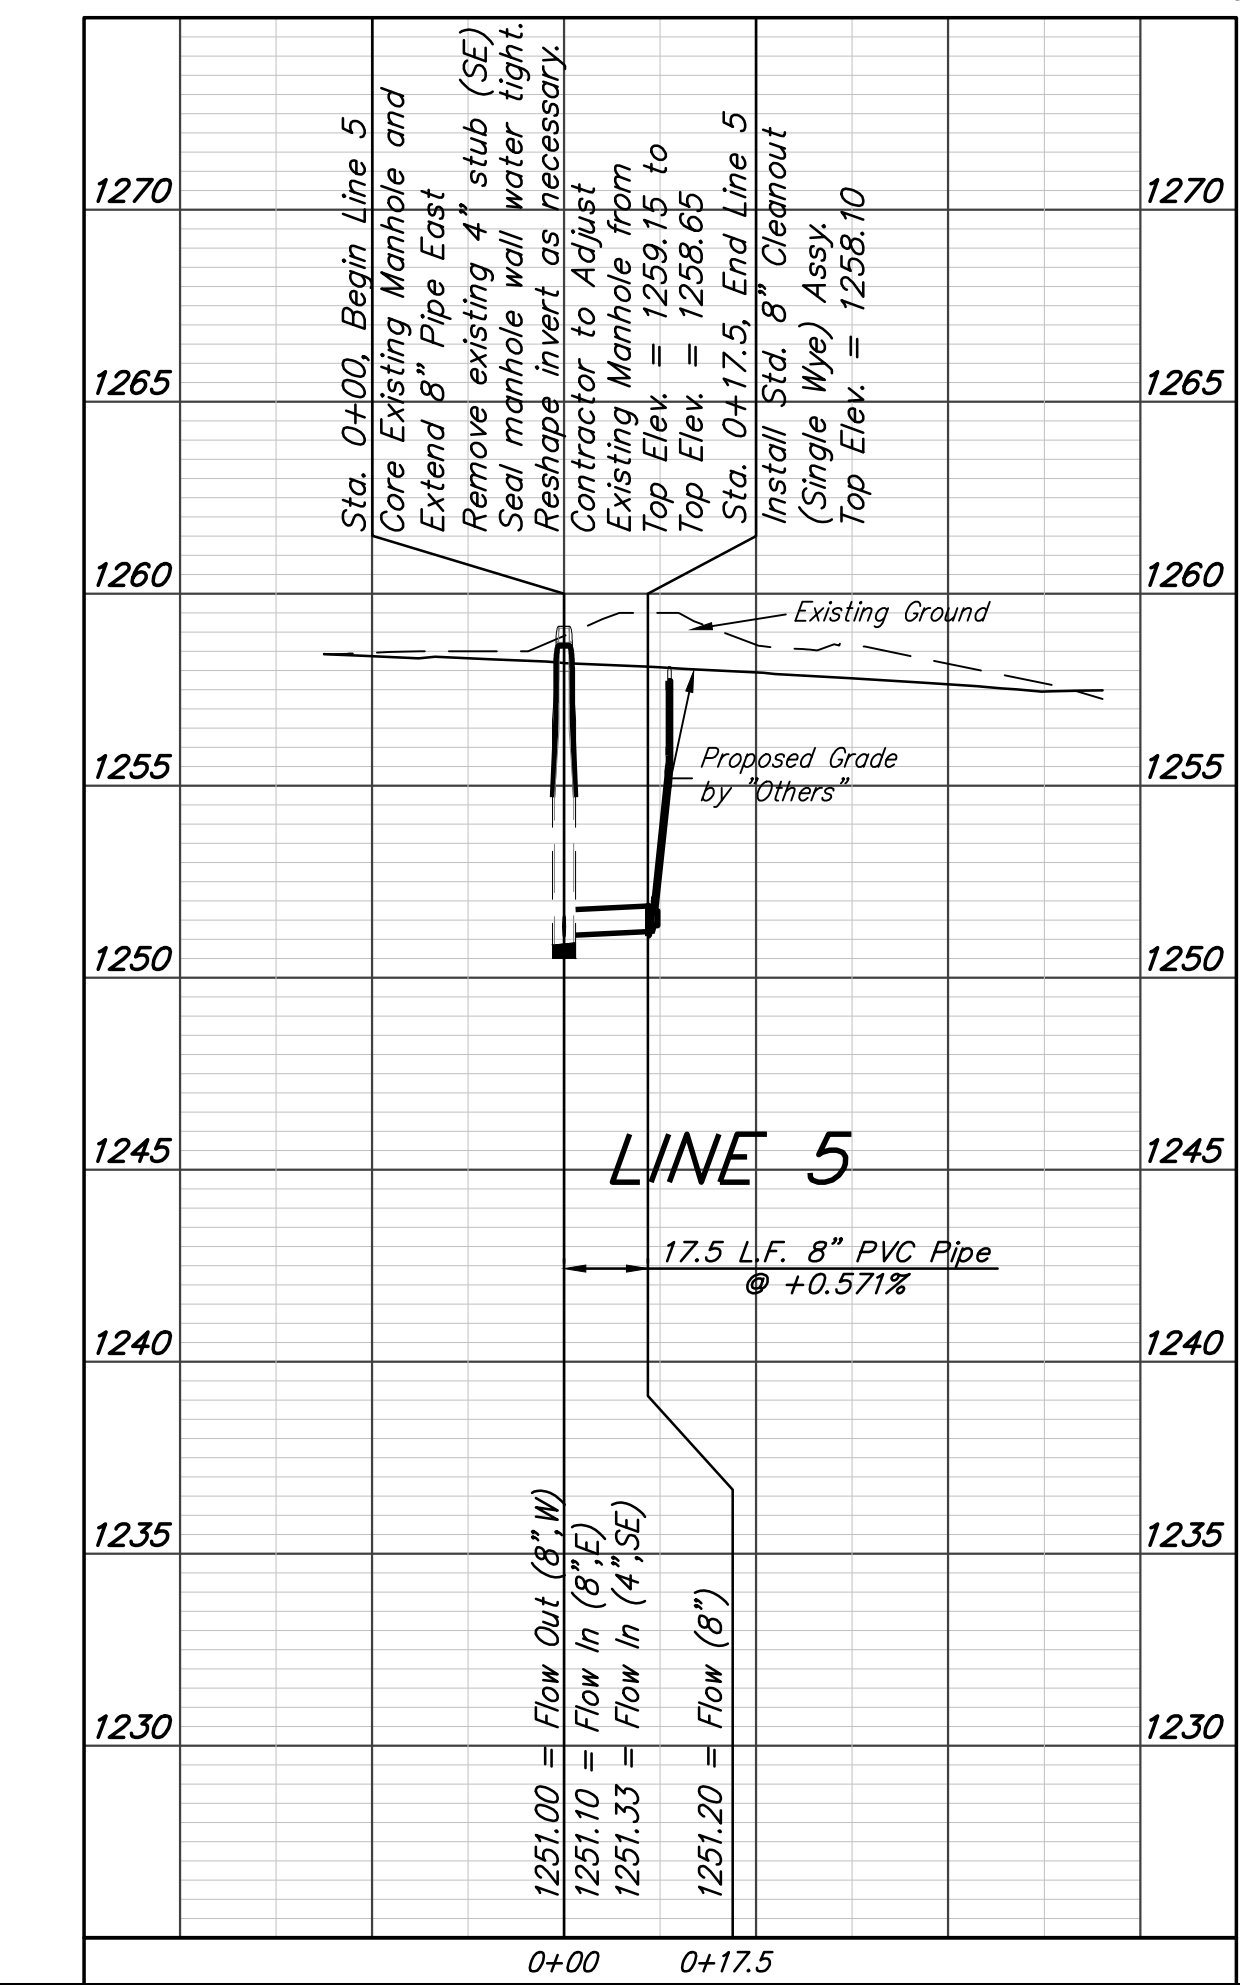 Sta. 0+00, Begin Line 5
Core Existing Manhole and
Extend 8" Pipe East
Remove existing 4" stub (SE)
Seal manhole wall water tight.
Reshape invert as necessary.
Contractor to Adjust
Existing Manhole from
Top Elev. = 1259.15 to
Top Elev. = 1258.65
Sta. 0+17.5, End Line 5
Install Std. 8" Cleanout
(Single Wye) Assy.
Top Elev. = 1258.10
1270 1270
1265 1265
1260 1260
Existing Ground
Proposed Grade
by "Others"
1255 1255
1250 1250
LINE 5
1245 1245
17.5 L.F. 8" PVC Pipe
@ +0.571%
1240 1240
1235 1235
1230 1230
1251.00 = Flow Out (8",W)
1251.10 = Flow In (8",E)
1251.33 = Flow In (4",SE)
1251.20 = Flow (8")
0+00 0+17.5